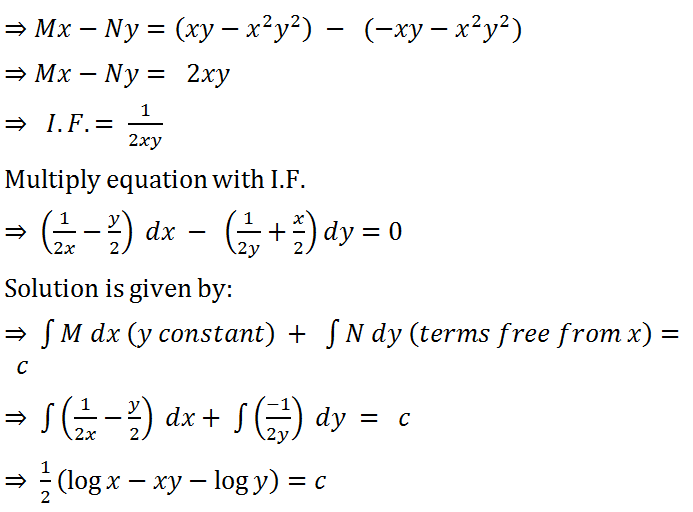 ⇒ Mx − Ny = (xy − x²y²) − (−xy − x²y²)
⇒ Mx − Ny = 2xy
⇒ I.F. = 1/2xy
Multiply equation with I.F.
⇒ (1/2x − y/2) dx − (1/2y + x/2) dy = 0
Solution is given by:
⇒ ∫ M dx (y constant) + ∫ N dy (terms free from x) =
c
⇒ ∫ (1/2x − y/2) dx + ∫ (−1/2y) dy = c
⇒ 1/2 (log x − xy − log y) = c